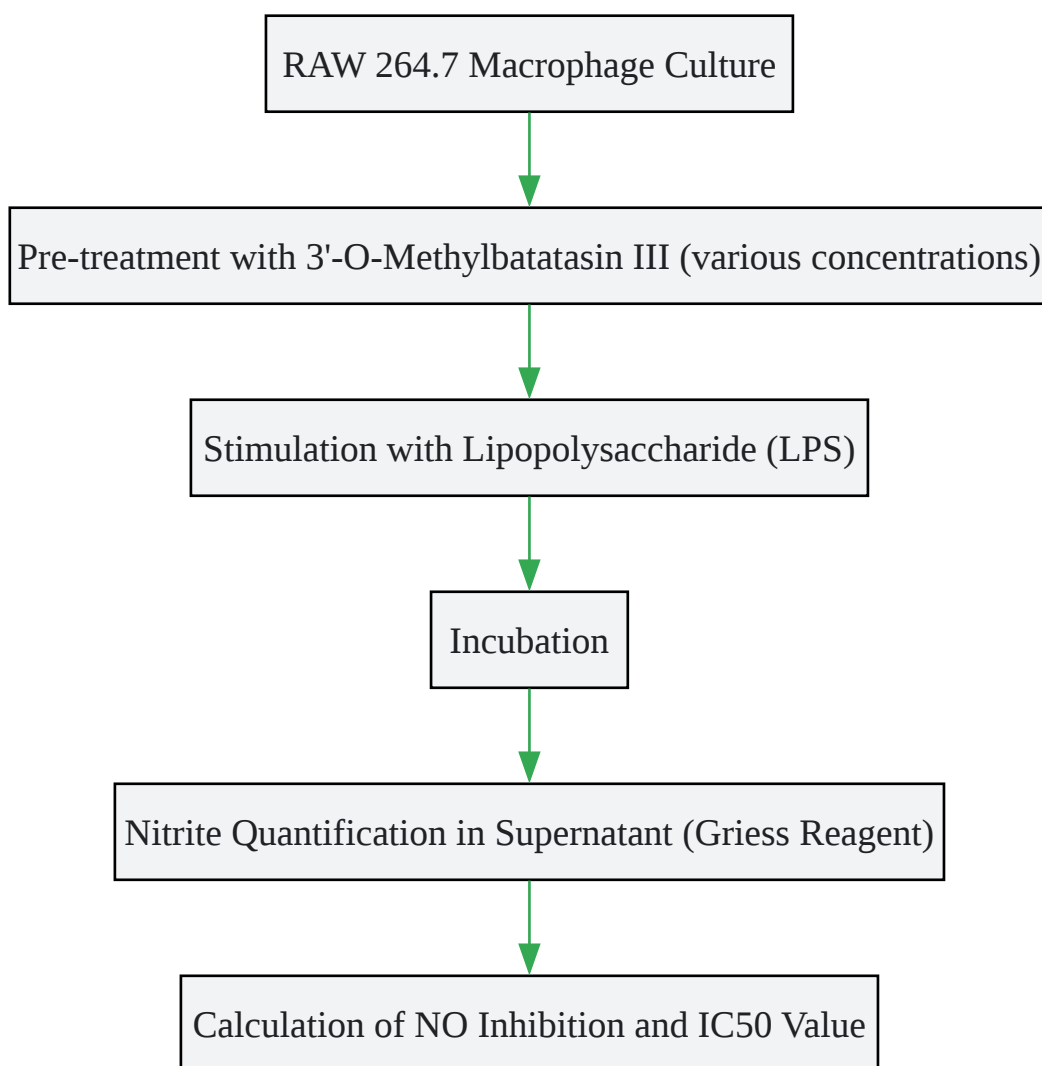 RAW 264.7 Macrophage Culture
Pre-treatment with 3'-O-Methylbatatasin III (various concentrations)
Stimulation with Lipopolysaccharide (LPS)
Incubation
Nitrite Quantification in Supernatant (Griess Reagent)
Calculation of NO Inhibition and IC50 Value